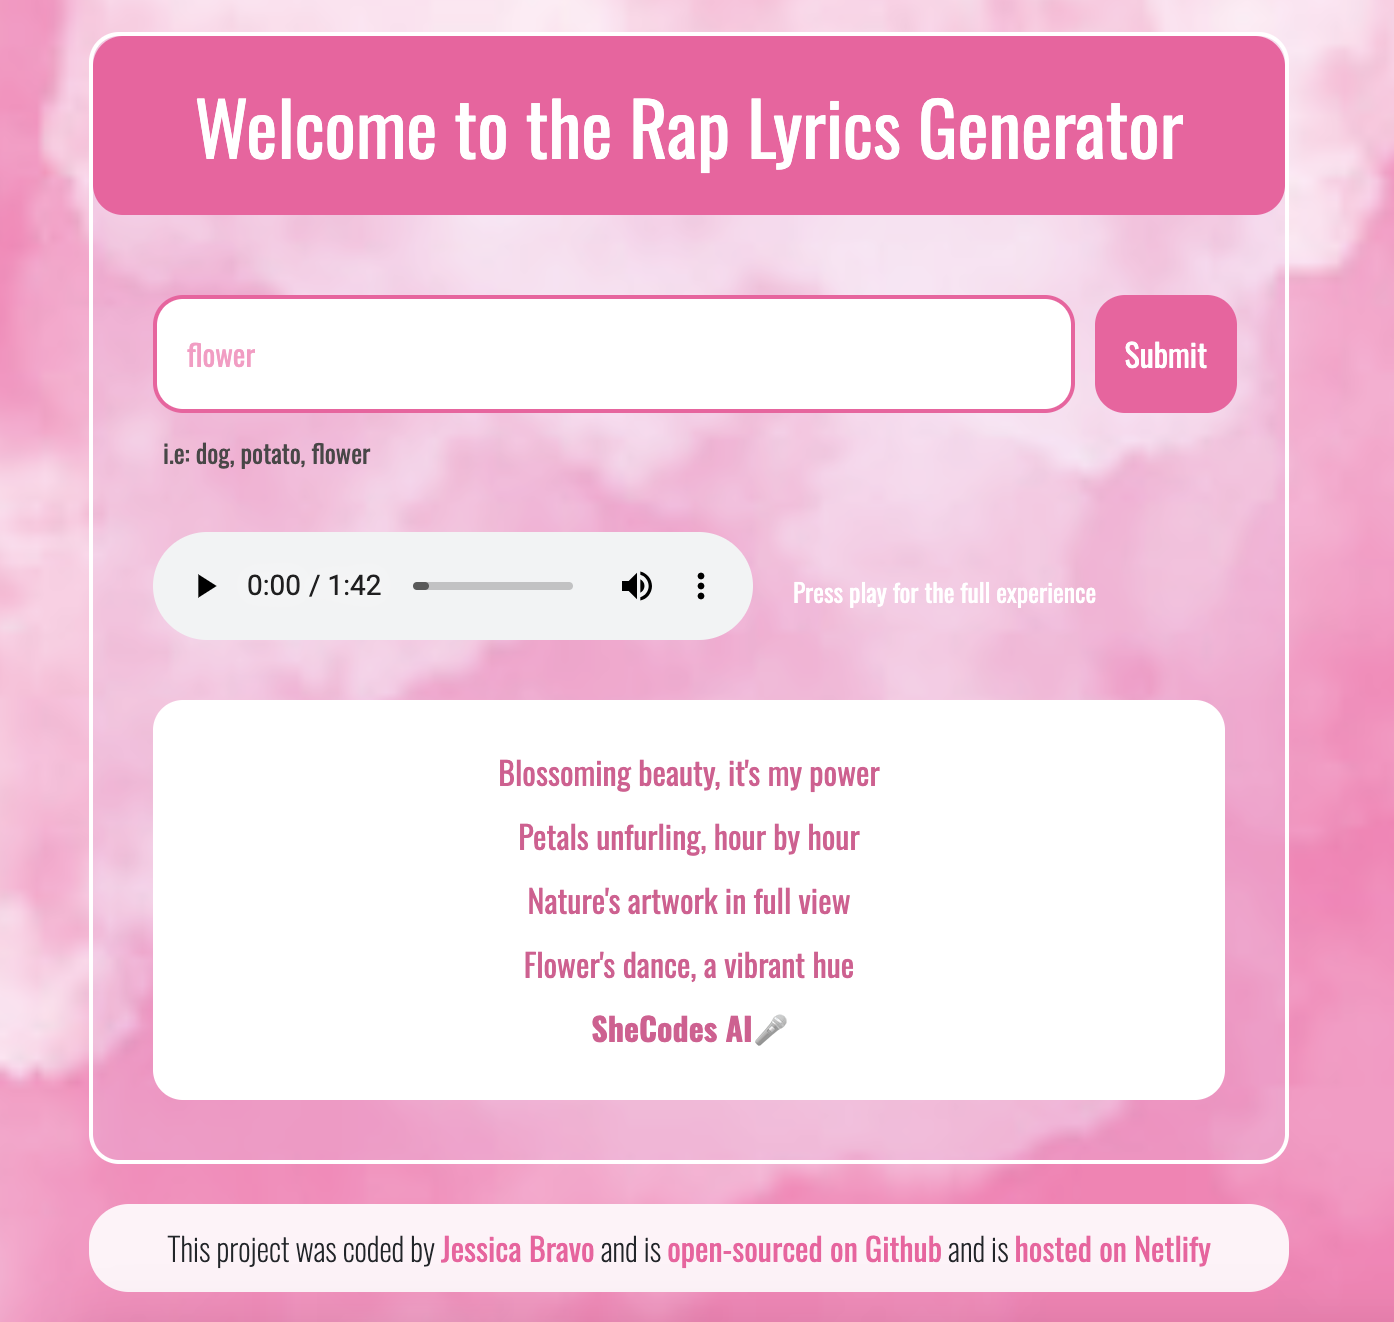 Welcome to the Rap Lyrics Generator
flower
Submit
i.e: dog, potato, flower
0:00 / 1:42
Press play for the full experience
Blossoming beauty, it's my power
Petals unfurling, hour by hour
Nature's artwork in full view
Flower's dance, a vibrant hue
SheCodes AI🎤
This project was coded by Jessica Bravo and is open-sourced on Github and is hosted on Netlify